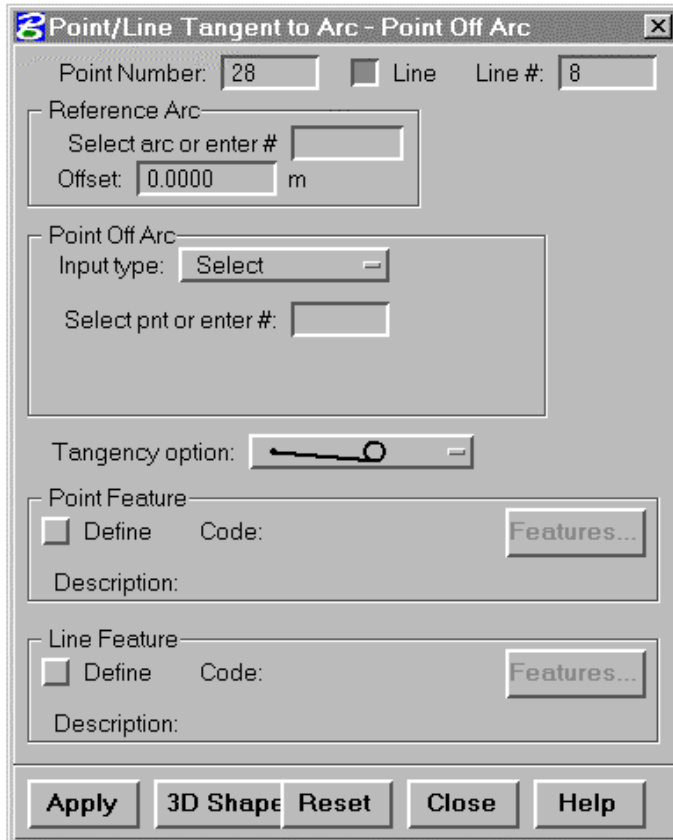 Point/Line Tangent to Arc - Point Off Arc
Point Number: 28 Line Line #: 8
Reference Arc
Select arc or enter #
Offset: 0.0000 m
Point Off Arc
Input type: Select
Select pnt or enter #:
Tangency option:
Point Feature
Define Code: Features...
Description:
Line Feature
Define Code: Features...
Description:
Apply 3D Shape Reset Close Help